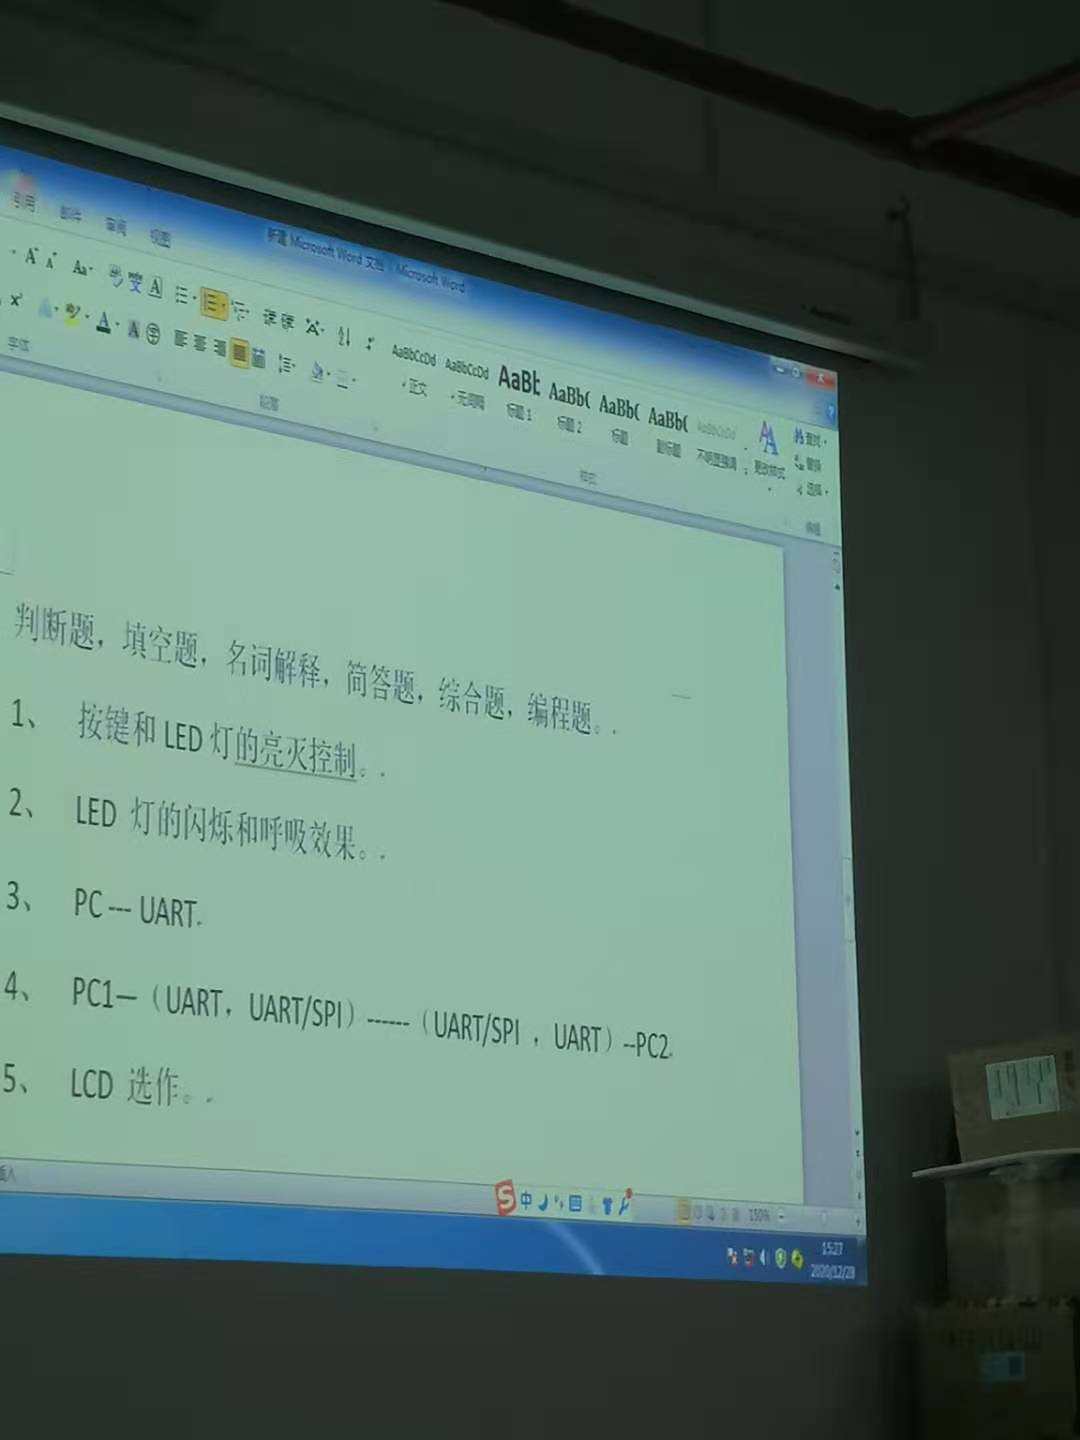 新建 Microsoft Word 文档 - Microsoft Word
引用 邮件 审阅 视图
AaBbCcDd AaBbCcDd AaBb AaBb( AaBb( AaBb( AaBbCcDd
正文 无间隔 标题 1 标题 2 标题 副标题 不明显强调 更改样式
查找
替换
选择
字体 段落 样式 编辑
判断题，填空题，名词解释，简答题，综合题，编程题。
1、 按键和 LED 灯的亮灭控制。
2、 LED 灯的闪烁和呼吸效果。
3、 PC --- UART
4、 PC1—（UART，UART/SPI）------（UART/SPI ，UART）--PC2
5、 LCD 选作。
中
150%
15:27
2020/12/28